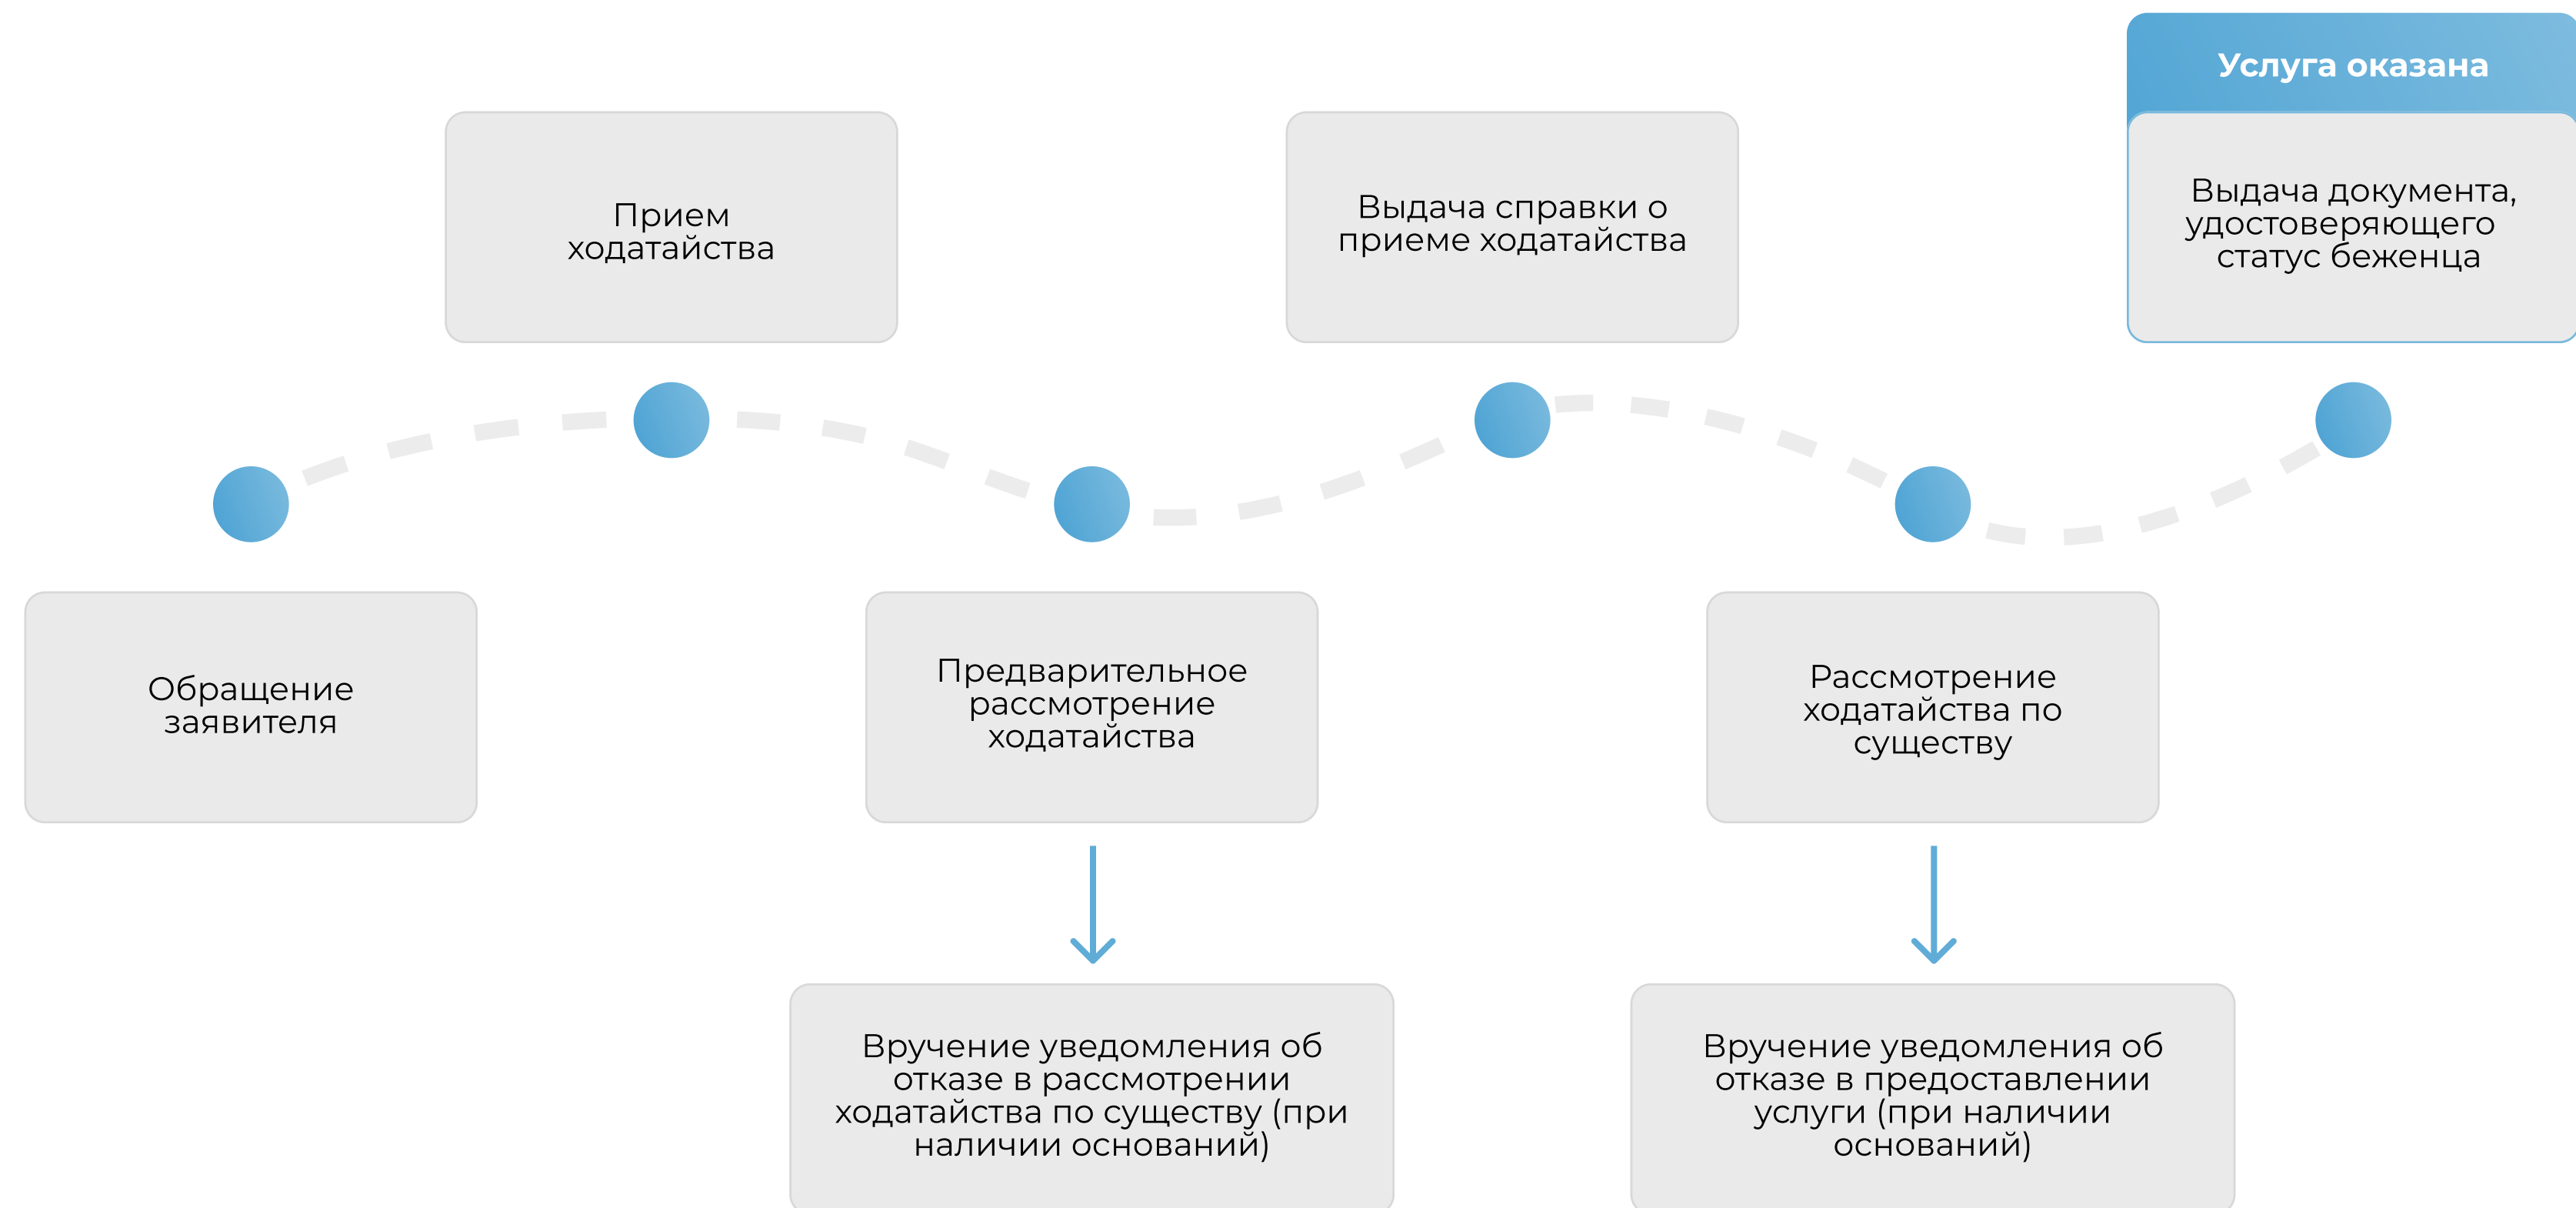 Услуга оказана
Прием
ходатайства
Выдача справки о
приеме ходатайства
Выдача документа,
удостоверяющего
статус беженца
Обращение
заявителя
Предварительное
рассмотрение
ходатайства
Рассмотрение
ходатайства по
существу
Вручение уведомления об
отказе в рассмотрении
ходатайства по существу (при
наличии оснований)
Вручение уведомления об
отказе в предоставлении
услуги (при наличии
оснований)